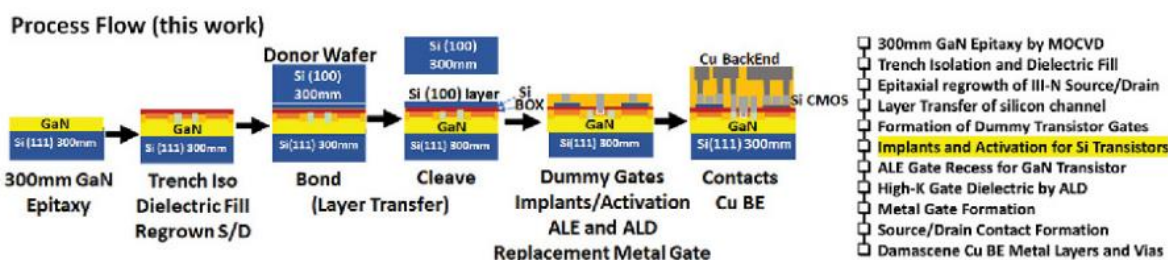 Process Flow (this work)
Donor Wafer
Si (100)
300mm
GaN
Si(111) 300mm
300mm GaN
Epitaxy
GaN
Si(111) 300mm
Trench Iso
Dielectric Fill
Regrown S/D
GaN
Si(111) 300mm
Bond
(Layer Transfer)
Si (100)
300mm
Si (100) layer
Si
BOX
GaN
Si(111) 300mm
Cleave
GaN
Si(111) 300mm
Dummy Gates
Implants/Activation
ALE and ALD
Replacement Metal Gate
Cu BackEnd
Si CMOS
GaN
Si(111) 300mm
Contacts
Cu BE
300mm GaN Epitaxy by MOCVD
Trench Isolation and Dielectric Fill
Epitaxial regrowth of III-N Source/Drain
Layer Transfer of silicon channel
Formation of Dummy Transistor Gates
Implants and Activation for Si Transistors
ALE Gate Recess for GaN Transistor
High-K Gate Dielectric by ALD
Metal Gate Formation
Source/Drain Contact Formation
Damascene Cu BE Metal Layers and Vias